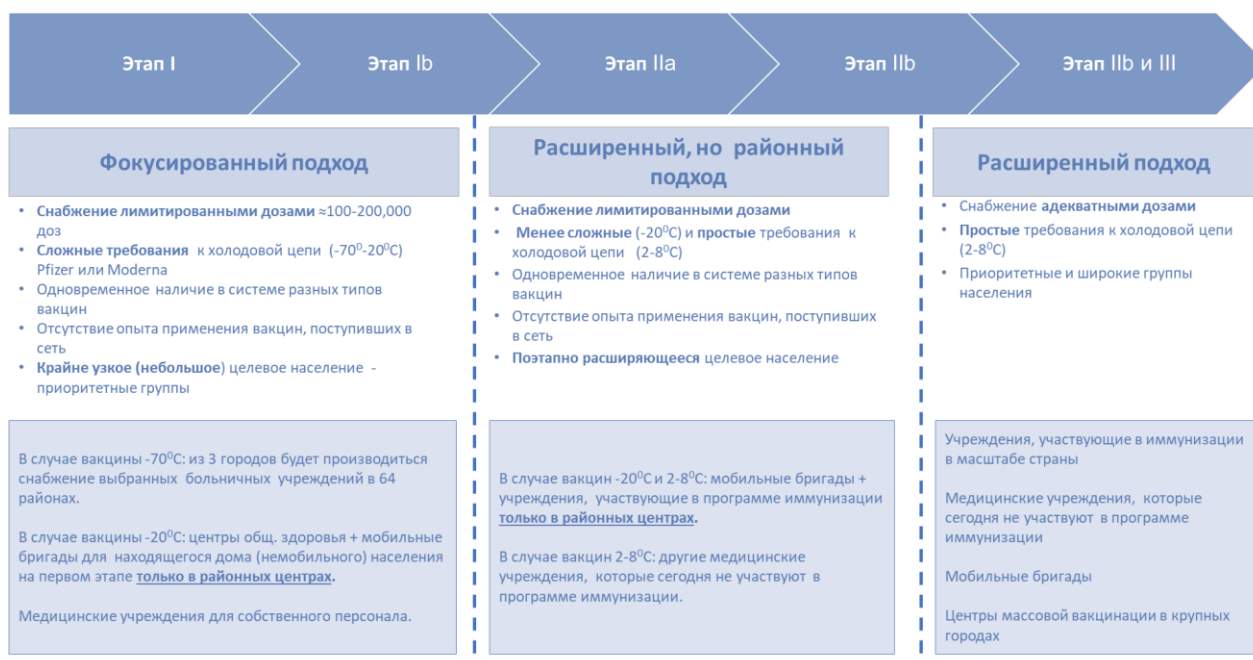 Этап I
Этап Ib
Этап IIa
Этап IIb
Этап IIb и III
Фокусированный подход
• Снабжение лимитированными дозами ≈100-200,000
доз
• Сложные требования к холодовой цепи (-70⁰-20⁰C)
Pfizer или Moderna
• Одновременное наличие в системе разных типов
вакцин
• Отсутствие опыта применения вакцин, поступивших в
сеть
• Крайне узкое (небольшое) целевое население -
приоритетные группы
В случае вакцины -70⁰C: из 3 городов будет производиться
снабжение выбранных больничных учреждений в 64
районах.
В случае вакцины -20⁰C: центры общ. здоровья + мобильные
бригады для находящегося дома (немобильного) населения
на первом этапе только в районных центрах.
Медицинские учреждения для собственного персонала.
Расширенный, но районный
подход
• Снабжение лимитированными дозами
• Менее сложные (-20⁰C) и простые требования к
холодовой цепи (2-8⁰C)
• Одновременное наличие в системе разных типов
вакцин
• Отсутствие опыта применения вакцин, поступивших
в сеть
• Поэтапно расширяющееся целевое население
В случае вакцин -20⁰C и 2-8⁰C: мобильные бригады +
учреждения, участвующие в программе иммунизации
только в районных центрах.
В случае вакцин 2-8⁰C: другие медицинские
учреждения, которые сегодня не участвуют в
программе иммунизации.
Расширенный подход
• Снабжение адекватными дозами
• Простые требования к холодовой цепи
(2-8⁰C)
• Приоритетные и широкие группы
населения
Учреждения, участвующие в иммунизации
в масштабе страны
Медицинские учреждения, которые
сегодня не участвуют в программе
иммунизации
Мобильные бригады
Центры массовой вакцинации в крупных
городах